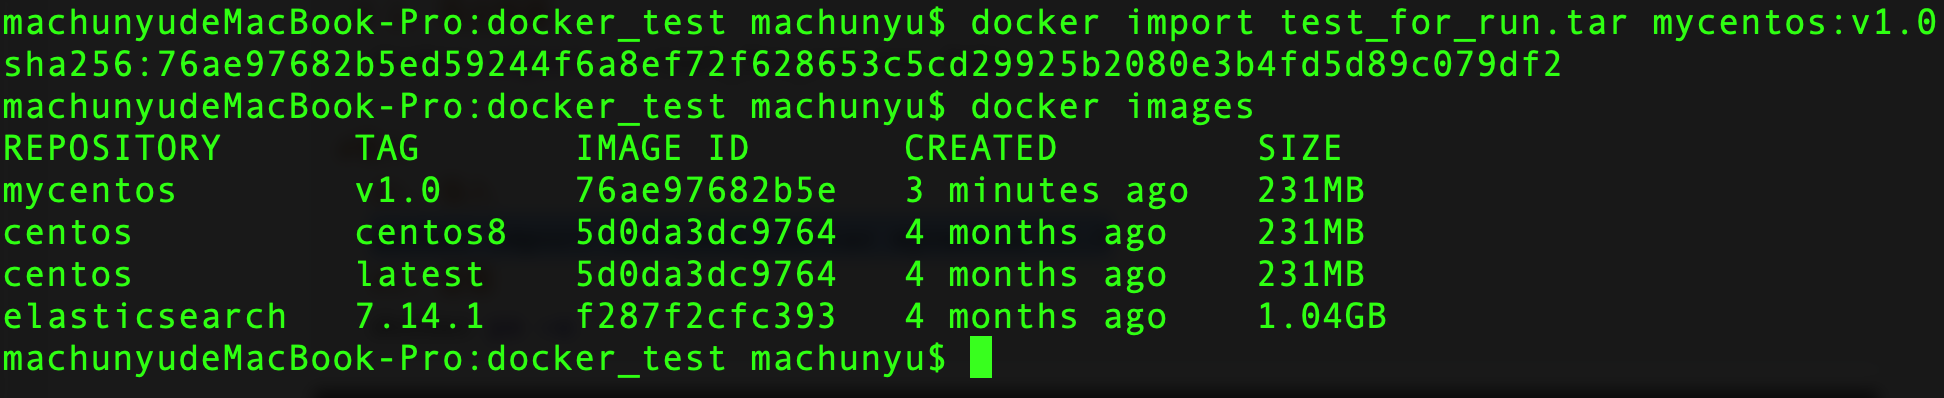 machunyudeMacBook-Pro:docker_test machunyu$ docker import test_for_run.tar mycentos:v1.0
sha256:76ae97682b5ed59244f6a8ef72f628653c5cd29925b2080e3b4fd5d89c079df2
machunyudeMacBook-Pro:docker_test machunyu$ docker images
REPOSITORY TAG IMAGE ID CREATED SIZE
mycentos v1.0 76ae97682b5e 3 minutes ago 231MB
centos centos8 5d0da3dc9764 4 months ago 231MB
centos latest 5d0da3dc9764 4 months ago 231MB
elasticsearch 7.14.1 f287f2cfc393 4 months ago 1.04GB
machunyudeMacBook-Pro:docker_test machunyu$